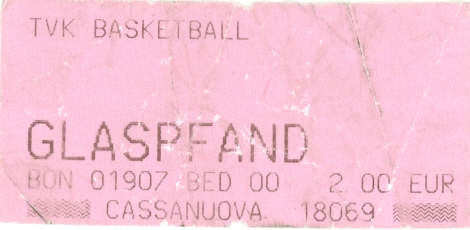 TVK BASKETBALL
GLASPFAND
BON 01907 BED 00 2.00 EUR
CASSANUOVA 18069